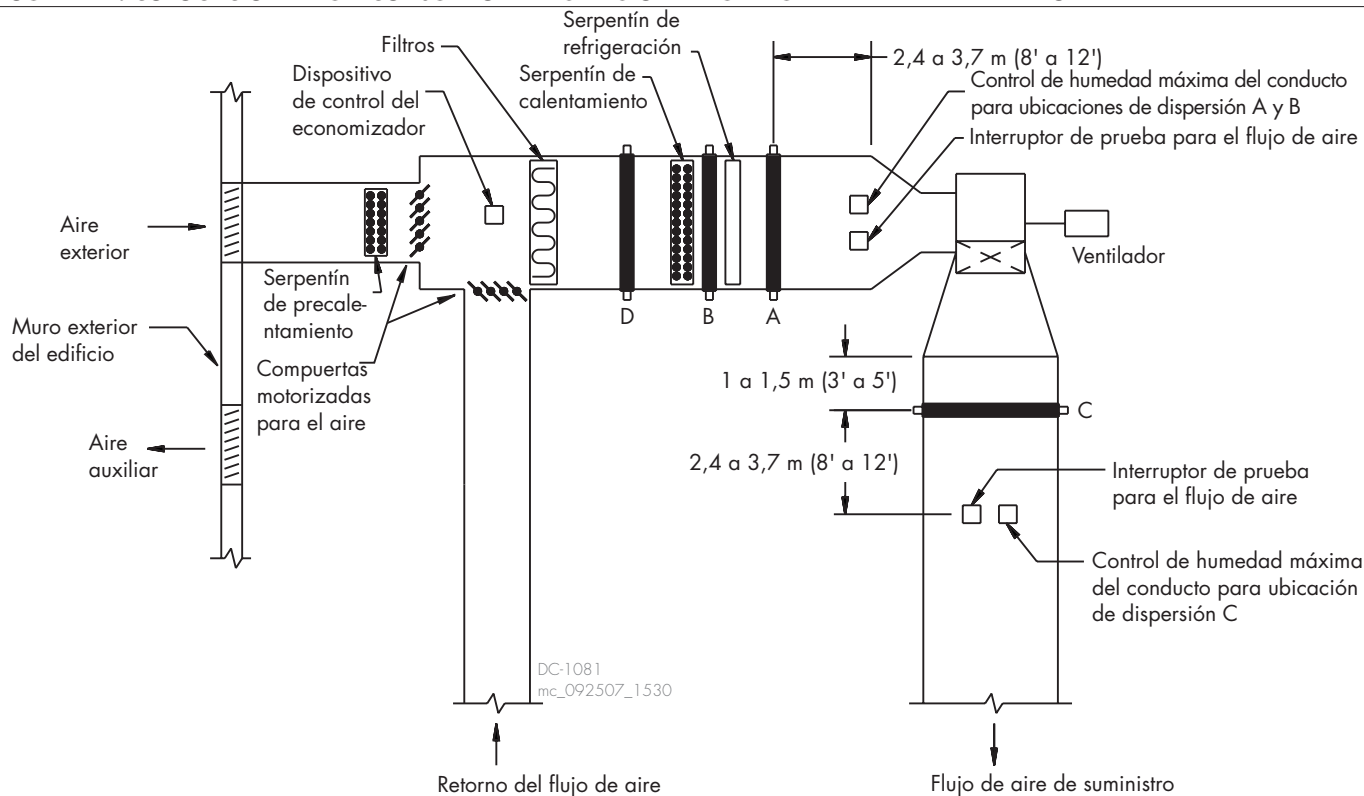 Serpentín de
refrigeración
Filtros
Serpentín de
calentamiento
Dispositivo
de control del
economizador
2,4 a 3,7 m (8' a 12')
Control de humedad máxima del conducto
para ubicaciones de dispersión A y B
Interruptor de prueba para el flujo de aire
Aire
exterior
Ventilador
Serpentín
de precale-
ntamiento
D
B
A
Muro exterior
del edificio
Compuertas
motorizadas
para el aire
1 a 1,5 m (3' a 5')
C
Aire
auxiliar
2,4 a 3,7 m (8' a 12')
Interruptor de prueba
para el flujo de aire
Control de humedad máxima
del conducto para ubicación
de dispersión C
DC-1081
mc_092507_1530
Retorno del flujo de aire
Flujo de aire de suministro